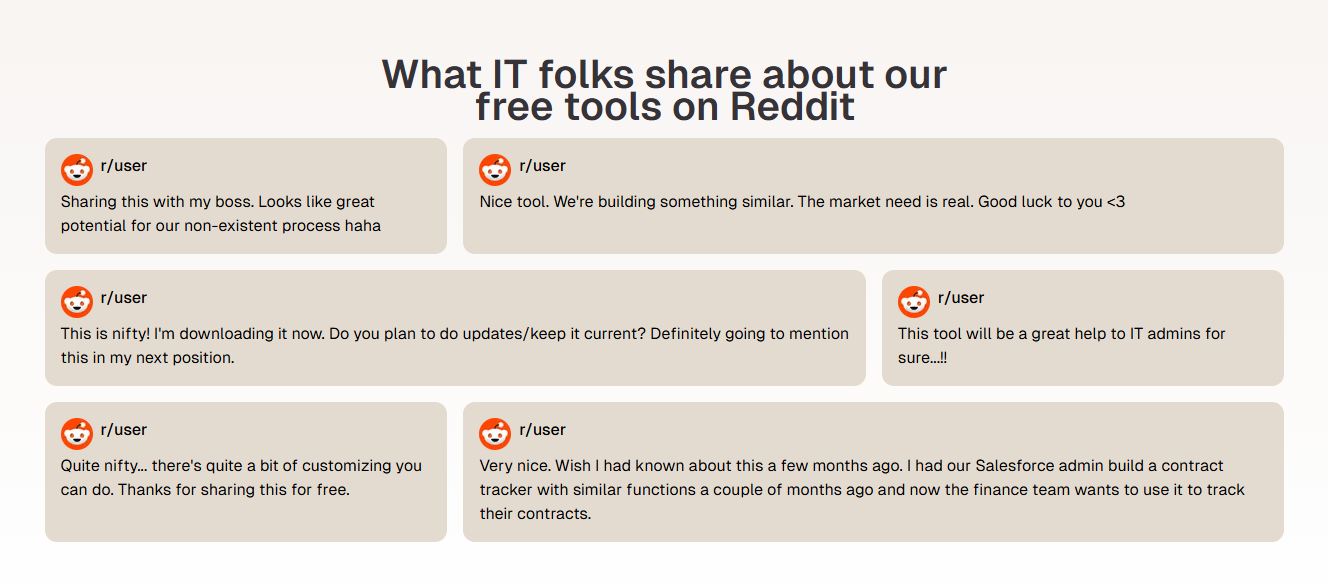 What IT folks share about our
free tools on Reddit
r/user
Sharing this with my boss. Looks like great
potential for our non-existent process haha
r/user
Nice tool. We're building something similar. The market need is real. Good luck to you <3
r/user
This is nifty! I'm downloading it now. Do you plan to do updates/keep it current? Definitely going to mention
this in my next position.
r/user
This tool will be a great help to IT admins for
sure...!!
r/user
Quite nifty... there's quite a bit of customizing you
can do. Thanks for sharing this for free.
r/user
Very nice. Wish I had known about this a few months ago. I had our Salesforce admin build a contract
tracker with similar functions a couple of months ago and now the finance team wants to use it to track
their contracts.